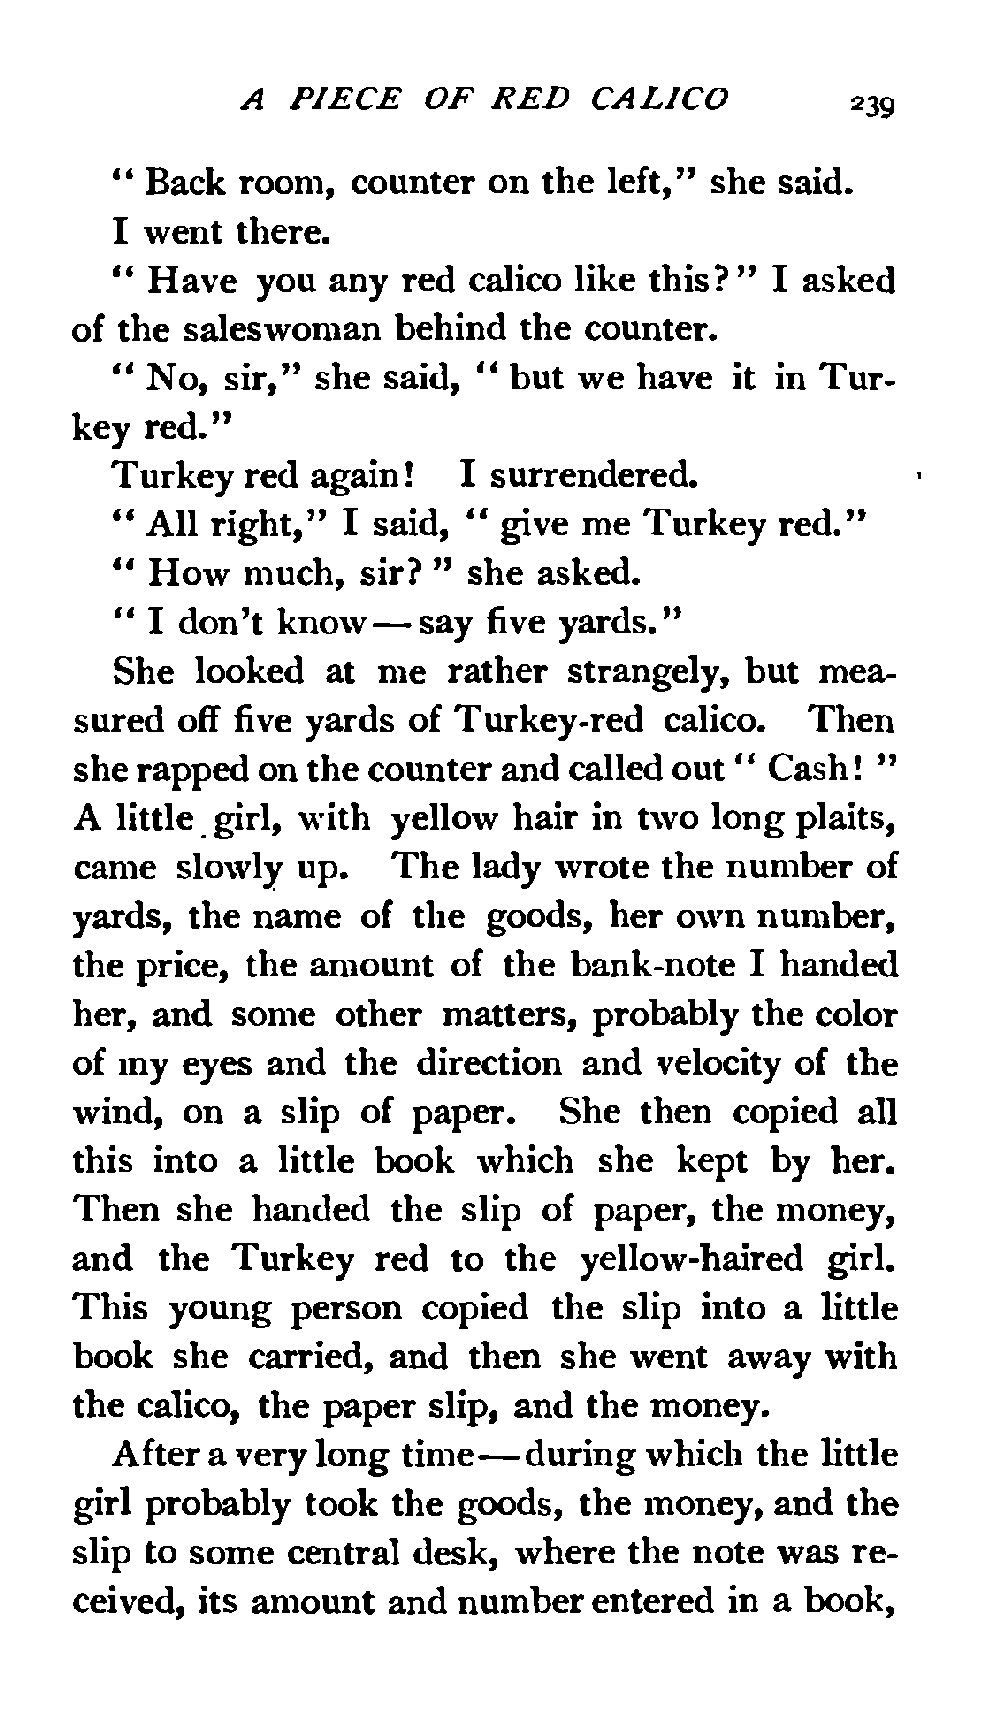 A PIECE OF RED CALICO 239
“ Back room, counter on the left,” she said.
I went there.
“ Have you any red calico like this? ” I asked
of the saleswoman behind the counter.
“ No, sir,” she said, “ but we have it in Tur-
key red.”
Turkey red again! I surrendered.
“ All right,” I said, “ give me Turkey red.”
“ How much, sir? ” she asked.
“ I don’t know — say five yards.”
She looked at me rather strangely, but mea-
sured off five yards of Turkey-red calico. Then
she rapped on the counter and called out “ Cash! ”
A little girl, with yellow hair in two long plaits,
came slowly up. The lady wrote the number of
yards, the name of the goods, her own number,
the price, the amount of the bank-note I handed
her, and some other matters, probably the color
of my eyes and the direction and velocity of the
wind, on a slip of paper. She then copied all
this into a little book which she kept by her.
Then she handed the slip of paper, the money,
and the Turkey red to the yellow-haired girl.
This young person copied the slip into a little
book she carried, and then she went away with
the calico, the paper slip, and the money.
After a very long time — during which the little
girl probably took the goods, the money, and the
slip to some central desk, where the note was re-
ceived, its amount and number entered in a book,